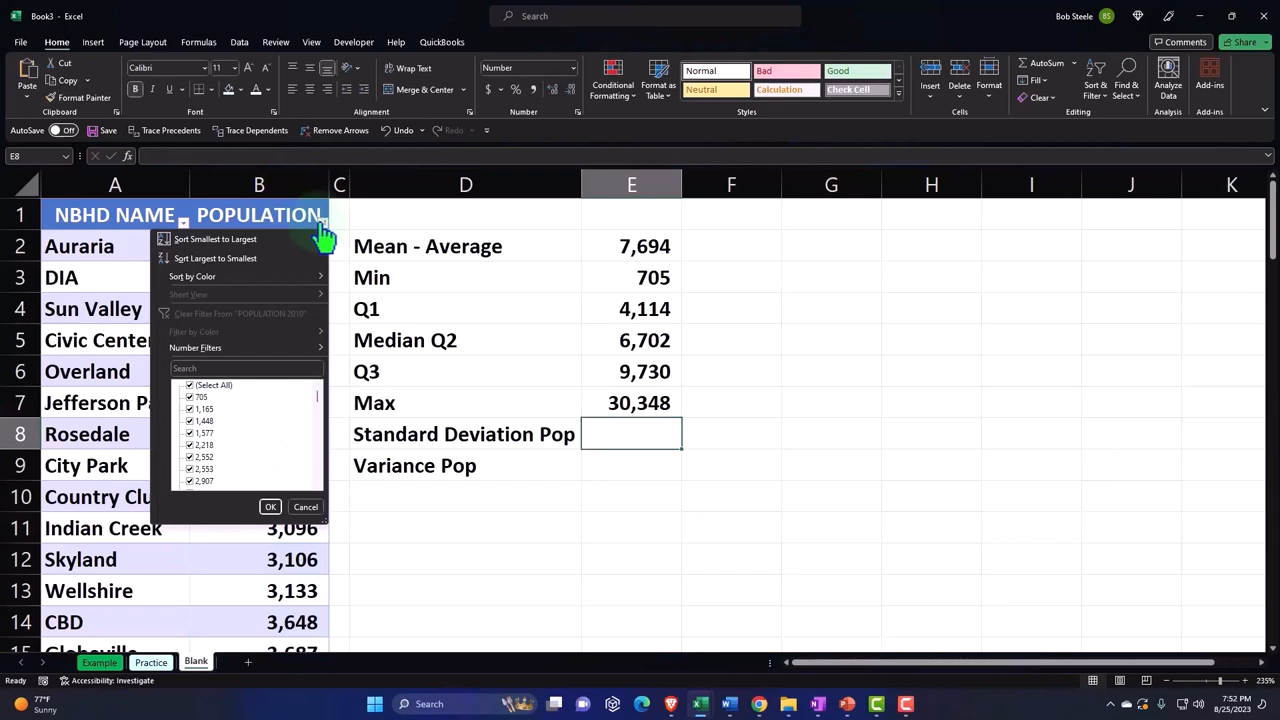 Book3 - Excel
Search
Bob Steele
BS
File
Home
Insert
Page Layout
Formulas
Data
Review
View
Developer
Help
QuickBooks
Comments
Share
Paste
Cut
Copy
Format Painter
Clipboard
Calibri
11
B
I
U
Font
Wrap Text
Merge & Center
Alignment
Number
$
%
Number
Conditional Formatting
Format as Table
Normal
Bad
Good
Neutral
Calculation
Check Cell
Styles
Insert
Delete
Format
Cells
AutoSum
Fill
Clear
Sort & Filter
Find & Select
Editing
Analyze Data
Analysis
Add-ins
Add-ins
AutoSave
Off
Save
Trace Precedents
Trace Dependents
Remove Arrows
Undo
Redo
E8
fx
A
B
C
D
E
F
G
H
I
J
K
1
NBHD NAME
POPULATION
2
Auraria
Mean - Average
7,694
3
DIA
Min
705
4
Sun Valley
Q1
4,114
5
Civic Center
Median Q2
6,702
6
Overland
Q3
9,730
7
Jefferson Pa
Max
30,348
8
Rosedale
Standard Deviation Pop
9
City Park
Variance Pop
10
Country Clu
11
Indian Creek
3,096
12
Skyland
3,106
13
Wellshire
3,133
14
CBD
3,648
15
Globeville
3,687
Sort Smallest to Largest
Sort Largest to Smallest
Sort by Color
Sheet View
Clear Filter From "POPULATION 2010"
Filter by Color
Number Filters
Search
(Select All)
705
1,165
1,448
1,577
2,218
2,552
2,553
2,907
OK
Cancel
Example
Practice
Blank
Ready
Accessibility: Investigate
235%
77°F
Sunny
Search
7:52 PM
8/25/2023